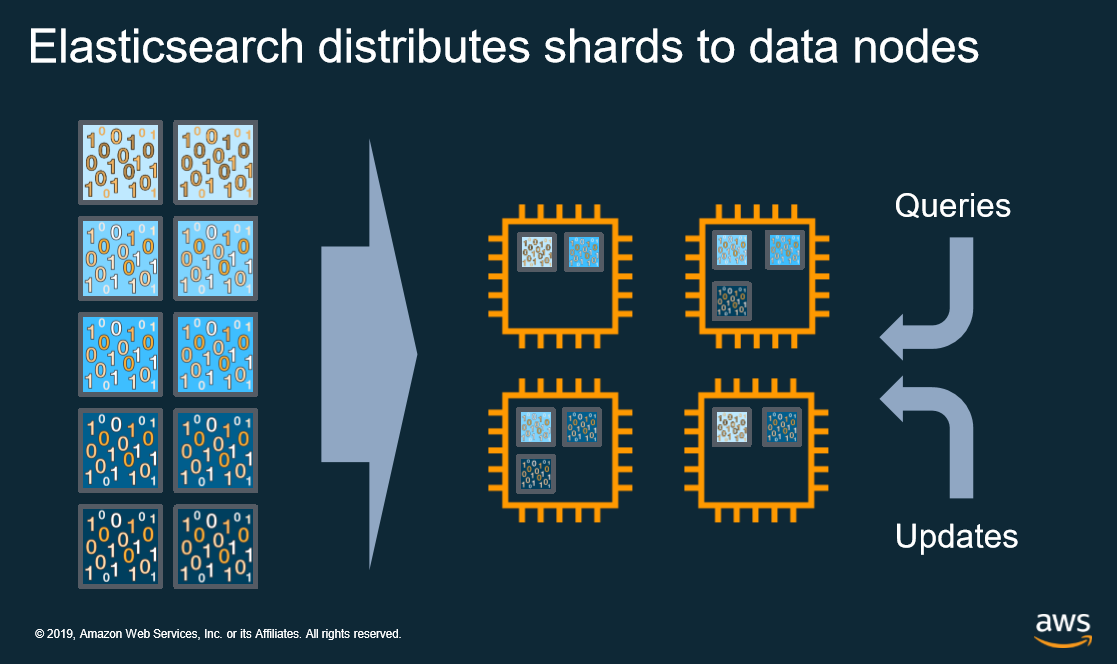 Elasticsearch distributes shards to data nodes
Queries
Updates
© 2019, Amazon Web Services, Inc. or its Affiliates. All rights reserved.
aws